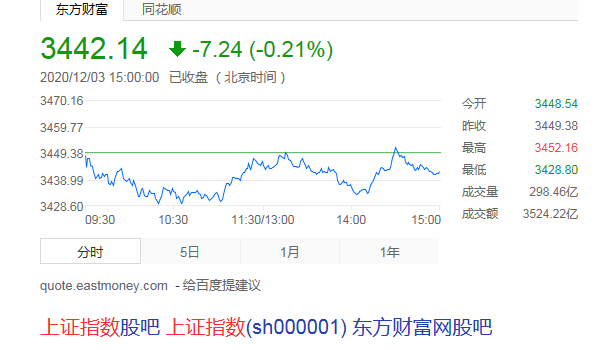 东方财富 同花顺
3442.14 -7.24 (-0.21%)
2020/12/03 15:00:00 已收盘（北京时间）
3470.16
3459.77
3449.38
3438.99
3428.60
09:30 10:30 11:30/13:00 14:00 15:00
今开 3448.54
昨收 3449.38
最高 3452.16
最低 3428.80
成交量 298.46亿
成交额 3524.22亿
分时 5日 1月 1年
quote.eastmoney.com - 给百度提建议
上证指数股吧 上证指数(sh000001) 东方财富网股吧